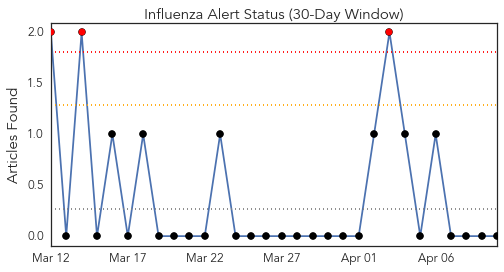 Influenza Alert Status (30-Day Window)
2.0
1.5
1.0
0.5
0.0
Articles Found
Mar 12 Mar 17 Mar 22 Mar 27 Apr 01 Apr 06